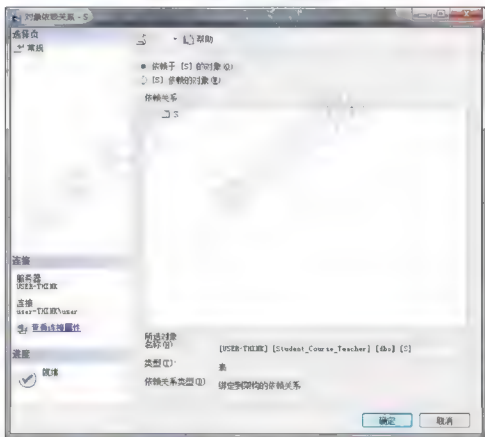 对象依赖关系 - S
选择页
常规
帮助
依赖于 [S] 的对象(O)
[S] 依赖的对象(E)
依赖关系
S
连接
服务器
USER-THINK
连接
user-THINK\user
查看连接属性
进度
就绪
所选对象
名称(N)
[USER-THINK] [Student_Course_Teacher] [dbo] [S]
类型(T):
表
依赖关系类型(D)
绑定到架构的依赖关系
确定
取消